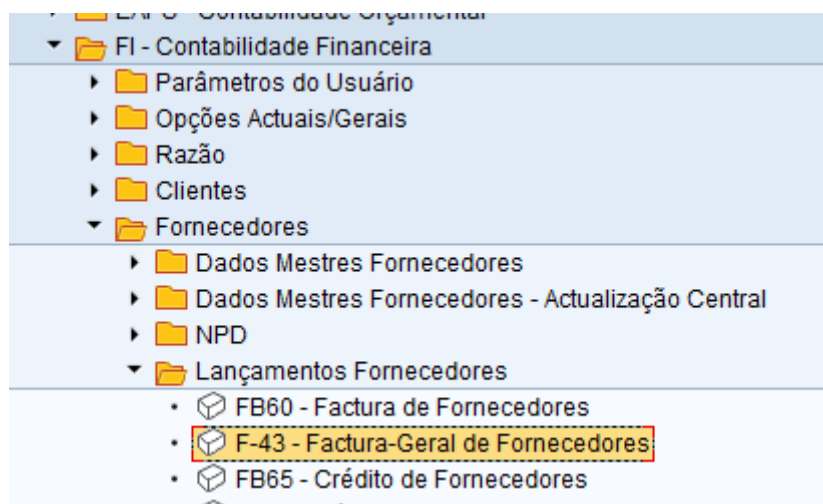 FI - Contabilidade Financeira
Parâmetros do Usuário
Opções Actuais/Gerais
Razão
Clientes
Fornecedores
Dados Mestres Fornecedores
Dados Mestres Fornecedores - Actualização Central
NPD
Lançamentos Fornecedores
FB60 - Factura de Fornecedores
F-43 - Factura-Geral de Fornecedores
FB65 - Crédito de Fornecedores